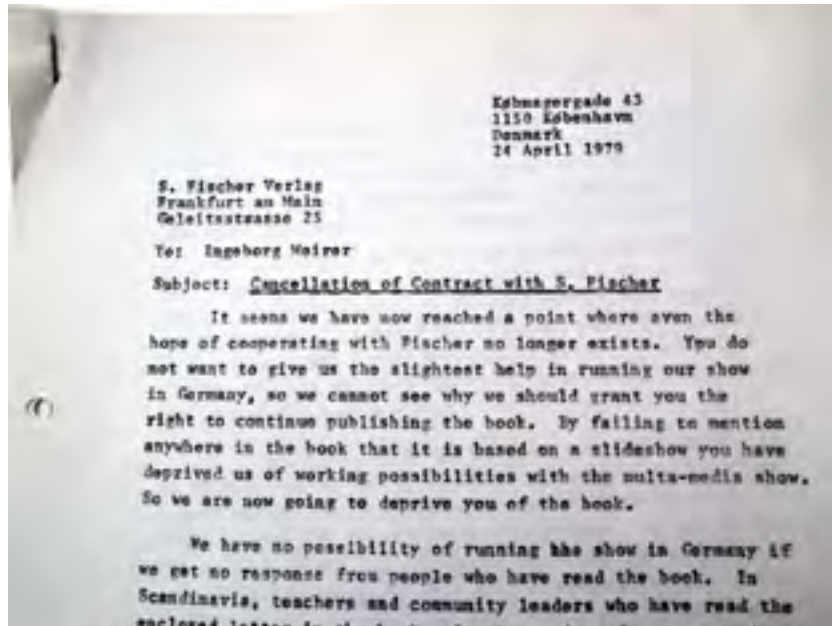 Købmagergade 43
1150 København
Denmark
24 April 1979
S. Fischer Verlag
Frankfurt am Main
Geleitsstrasse 25
To: Ingeborg
Subject: Cancellation of Contract with S. Fischer
It seems we have now reached a point where even the
hope of cooperating with Fischer no longer exists. You do
not want to give us the slightest help in running our show
in Germany, so we cannot see why we should grant you the
right to continue publishing the book. By failing to mention
anywhere in the book that it is based on a slideshow you have
deprived us of working possibilities with the multa-media show.
So we are now going to deprive you of the book.
We have no possibility of running hhe show in Germany if
we get no response from people who have read the book. In
Scandinavia, teachers and community leaders who have read the
enclosed letter in the